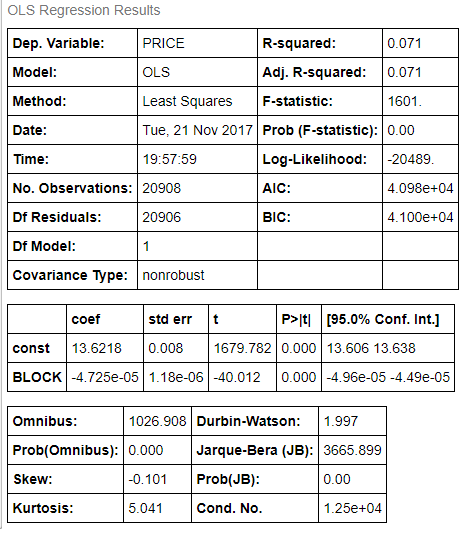 OLS Regression Results
Dep. Variable: PRICE R-squared: 0.071
Model: OLS Adj. R-squared: 0.071
Method: Least Squares F-statistic: 1601.
Date: Tue, 21 Nov 2017 Prob (F-statistic): 0.00
Time: 19:57:59 Log-Likelihood: -20489.
No. Observations: 20908 AIC: 4.098e+04
Df Residuals: 20906 BIC: 4.100e+04
Df Model: 1
Covariance Type: nonrobust
coef std err t P>|t| [95.0% Conf. Int.]
const 13.6218 0.008 1679.782 0.000 13.606 13.638
BLOCK -4.725e-05 1.18e-06 -40.012 0.000 -4.96e-05 -4.49e-05
Omnibus: 1026.908 Durbin-Watson: 1.997
Prob(Omnibus): 0.000 Jarque-Bera (JB): 3665.899
Skew: -0.101 Prob(JB): 0.00
Kurtosis: 5.041 Cond. No. 1.25e+04